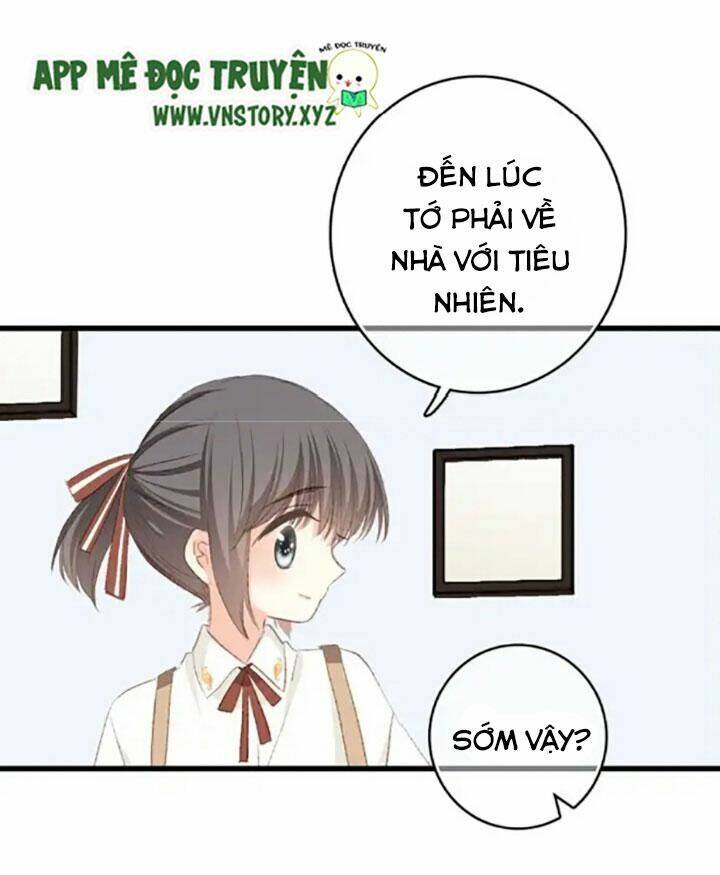 MÊ ĐỌC TRUYỆN
APP MÊ ĐỌC TRUYỆN
WWW.VNSTORY.XYZ
ĐẾN LÚC
TỚ PHẢI VỀ
NHÀ VỚI TIÊU
NHIÊN.
SỚM VẬY?